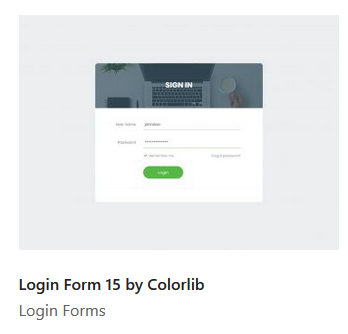 SIGN IN
User name johndoe
Password ************
Remember me Forgot password?
Login
Login Form 15 by Colorlib
Login Forms